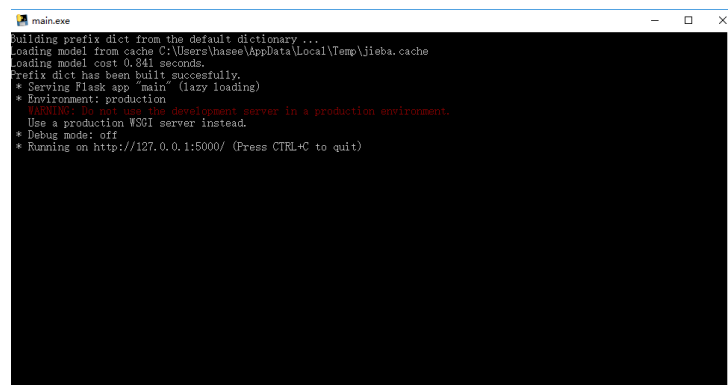 main.exe
Building prefix dict from the default dictionary ...
Loading model from cache C:\Users\hasee\AppData\Local\Temp\jieba.cache
Loading model cost 0.841 seconds.
Prefix dict has been built succesfully.
* Serving Flask app "main" (lazy loading)
* Environment: production
WARNING: Do not use the development server in a production environment.
Use a production WSGI server instead.
* Debug mode: off
* Running on http://127.0.0.1:5000/ (Press CTRL+C to quit)